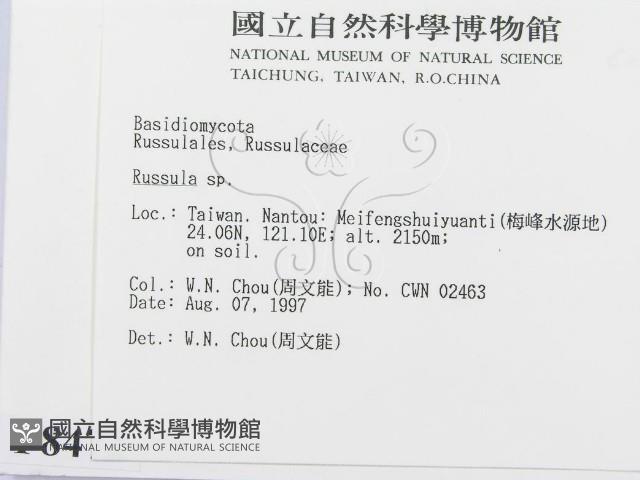 國立自然科學博物館
NATIONAL MUSEUM OF NATURAL SCIENCE
TAICHUNG, TAIWAN, R.O.CHINA
Basidiomycota
Russulales, Russulaceae
Russula sp.
Loc.: Taiwan. Nantou: Meifengshuiyuanti(梅峰水源地)
24.06N, 121.10E; alt. 2150m;
on soil.
Col.: W.N. Chou(周文能); No. CWN 02463
Date: Aug. 07, 1997
Det.: W.N. Chou(周文能)
國立自然科學博物館
NATIONAL MUSEUM OF NATURAL SCIENCE